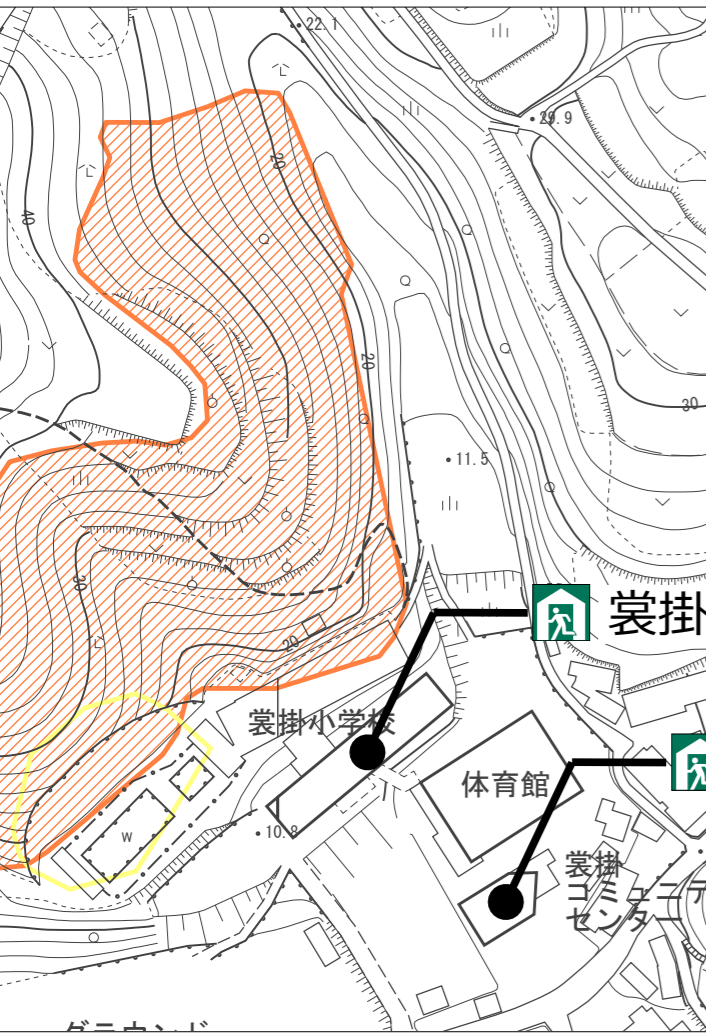 22.1
29.9
20
40
20
30
11.5
裳掛
30
20
裳掛小学校
体育館
W
10.8
裳掛
コミュニテ
センター
グラウンド